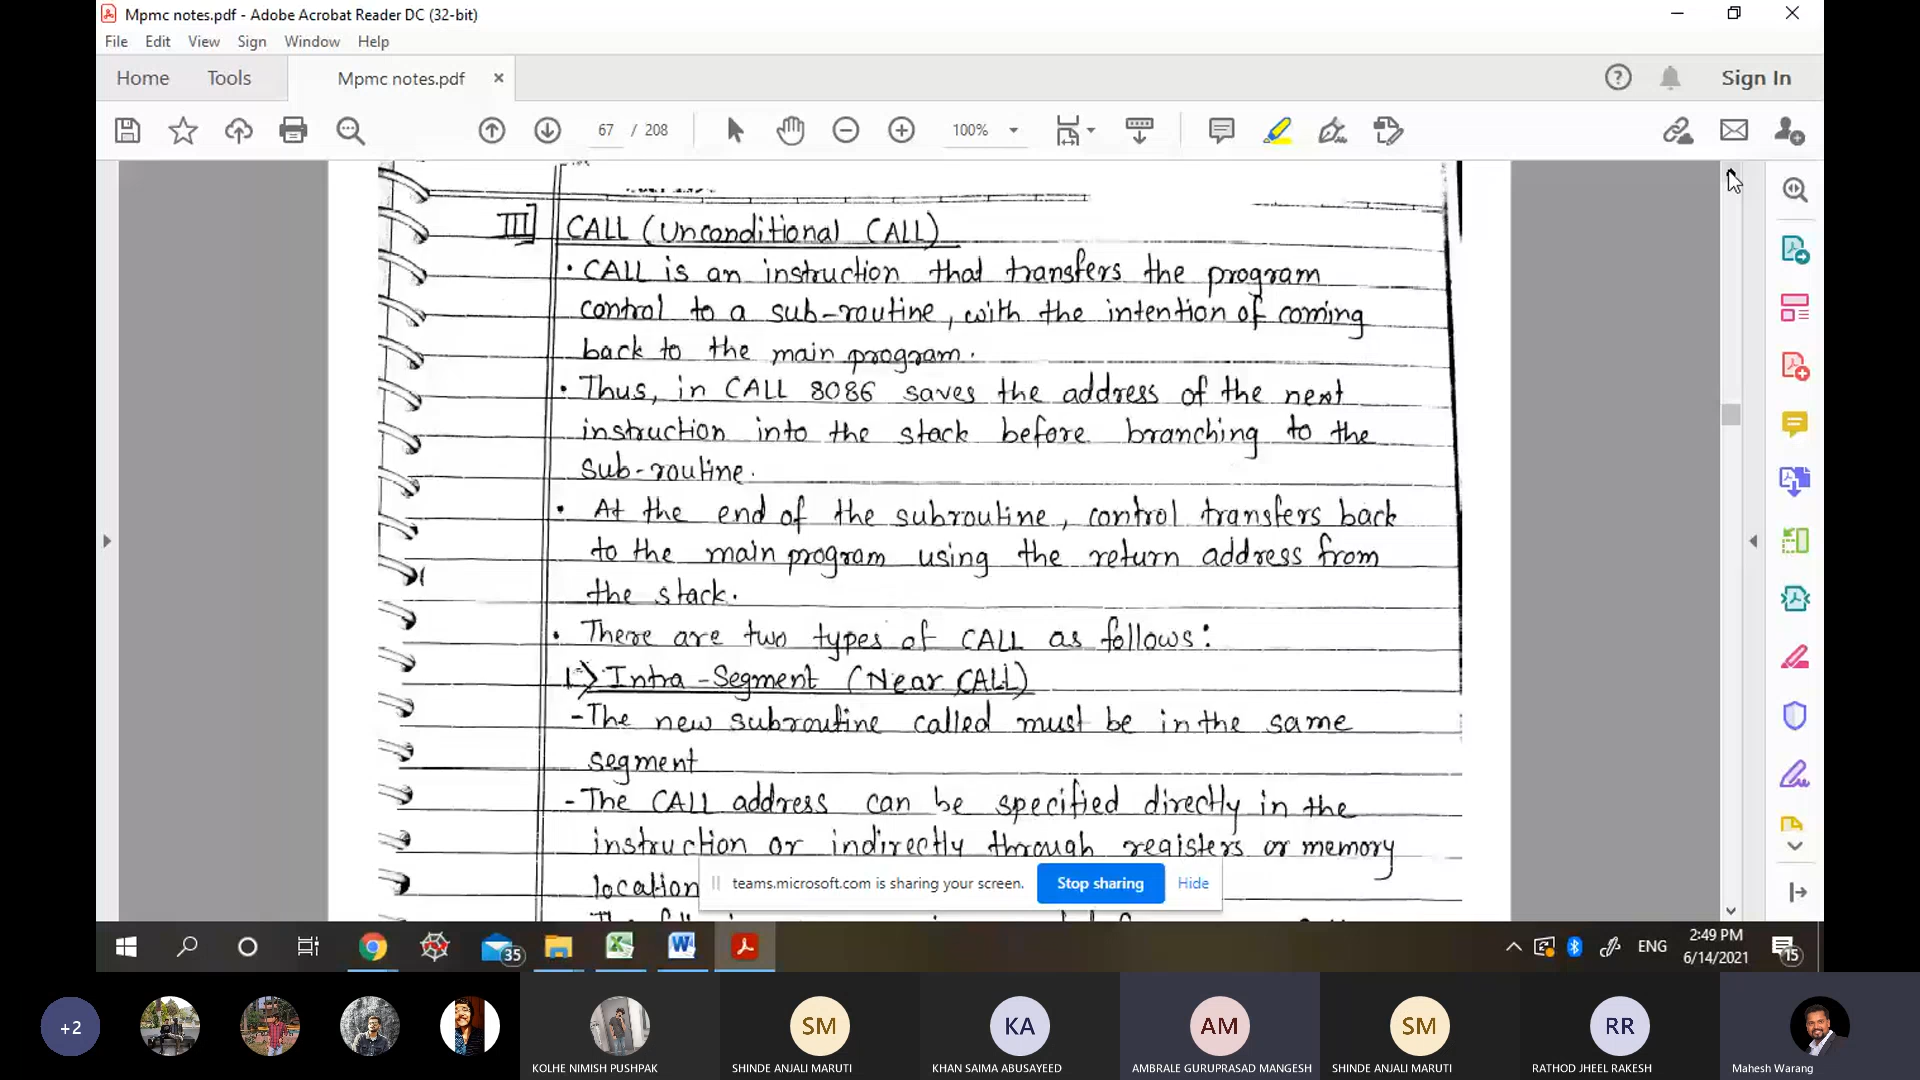 Mpmc notes.pdf - Adobe Acrobat Reader DC (32-bit)
File Edit View Sign Window Help
Home Tools Mpmc notes.pdf Sign In
67 / 208 100%
III] CALL (Unconditional CALL)
• CALL is an instruction that transfers the program
control to a sub-routine, with the intention of coming
back to the main program.
• Thus, in CALL 8086 saves the address of the next
instruction into the stack before branching to the
sub-routine.
• At the end of the subroutine, control transfers back
to the main program using the return address from
the stack.
• There are two types of CALL as follows:
1> Intra-Segment (Near CALL)
- The new subroutine called must be in the same
segment
- The CALL address can be specified directly in the
instruction or indirectly through registers or memory
location
teams.microsoft.com is sharing your screen. Stop sharing Hide
35
ENG
2:49 PM
6/14/2021
15
+2 SM KA AM SM RR
KOLHE NIMISH PUSHPAK SHINDE ANJALI MARUTI KHAN SAIMA ABUSAYEED AMBRALE GURUPRASAD MANGESH SHINDE ANJALI MARUTI RATHOD JHEEL RAKESH Mahesh Warang